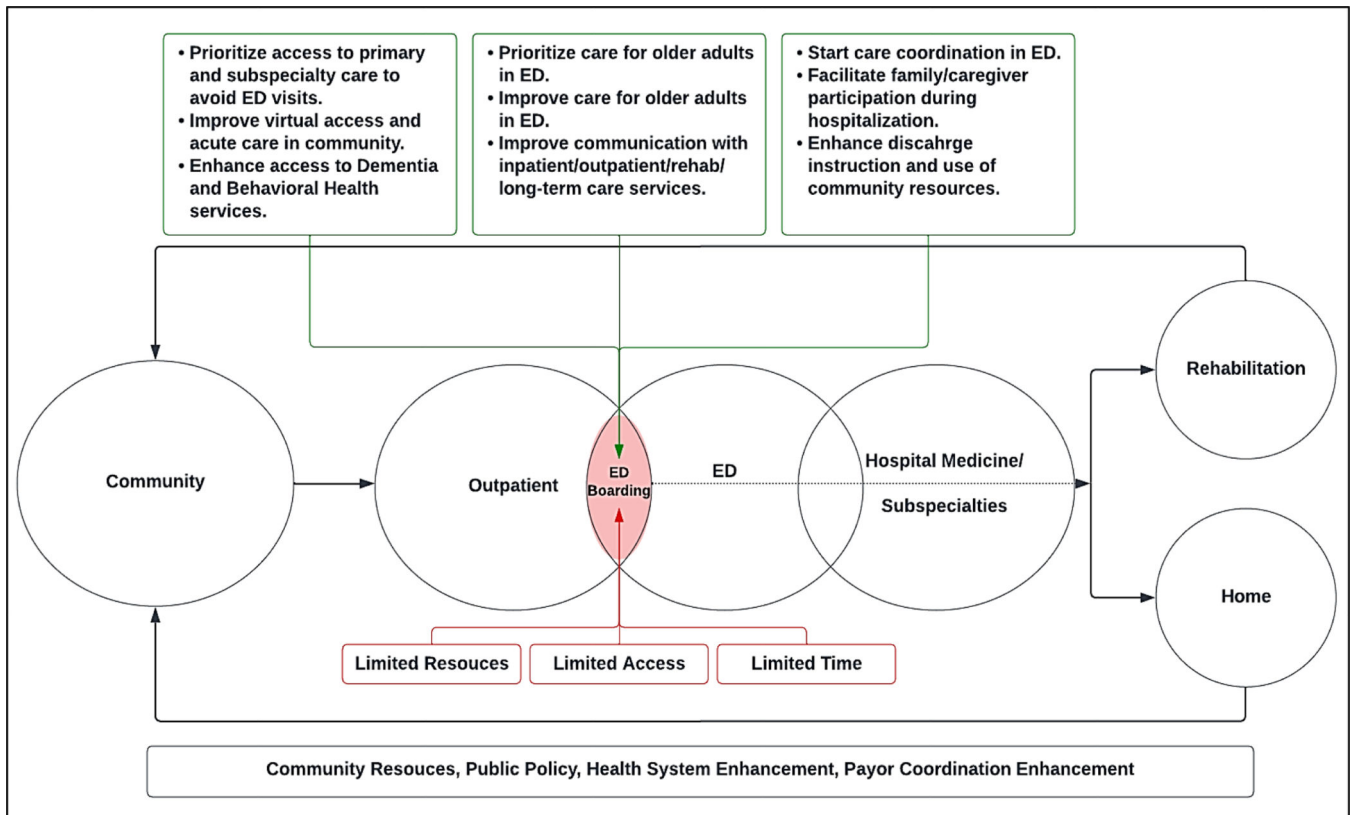 • Prioritize access to primary
and subspecialty care to
avoid ED visits.
• Improve virtual access and
acute care in community.
• Enhance access to Dementia
and Behavioral Health
services.
• Prioritize care for older adults
in ED.
• Improve care for older adults
in ED.
• Improve communication with
inpatient/outpatient/rehab/
long-term care services.
• Start care coordination in ED.
• Facilitate family/caregiver
participation during
hospitalization.
• Enhance discahrge
instruction and use of
community resources.
Community
Outpatient
ED
Boarding
ED
Hospital Medicine/
Subspecialties
Rehabilitation
Home
Limited Resouces
Limited Access
Limited Time
Community Resouces, Public Policy, Health System Enhancement, Payor Coordination Enhancement